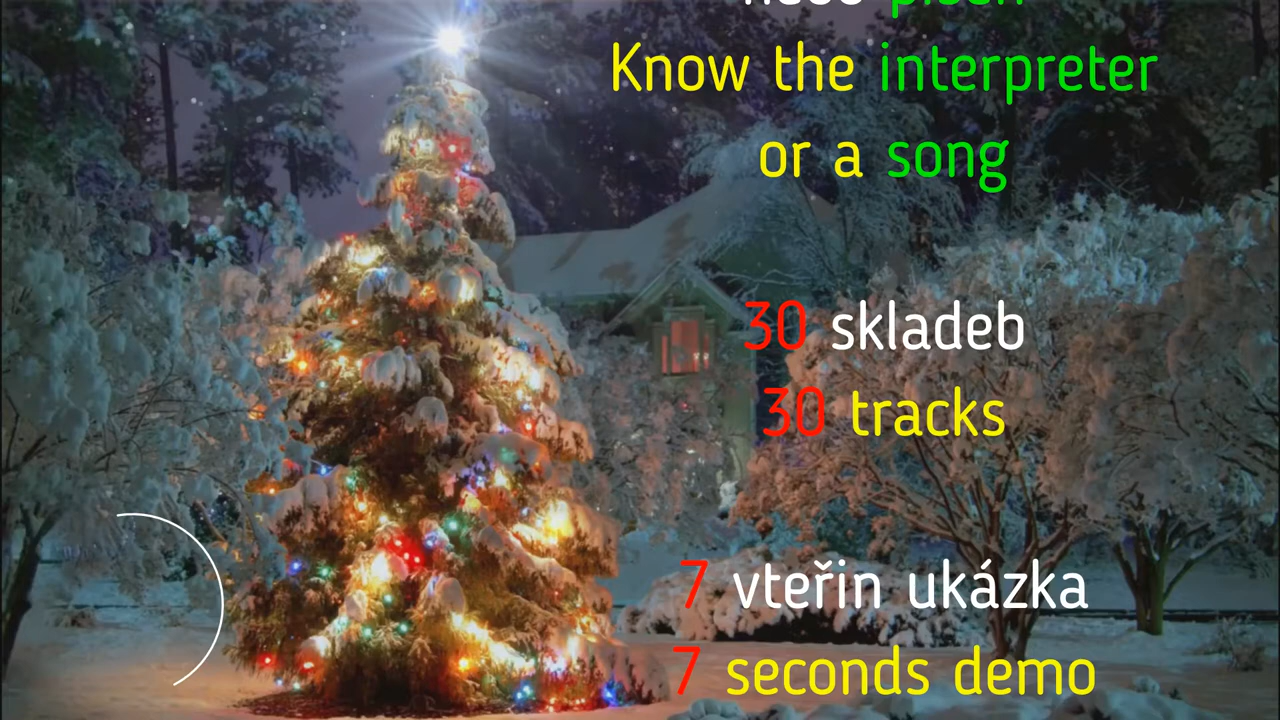 Know the interpreter
or a song
30 skladeb
30 tracks
7 vteřin ukázka
7 seconds demo